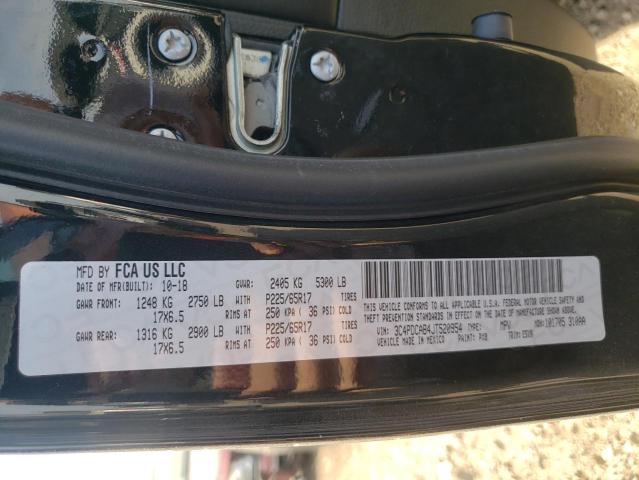 MFD BY FCA US LLC
DATE OF MFR(BUILT): 10-18 GVWR: 2405 KG 5300 LB
GAWR FRONT: 1248 KG 2750 LB WITH P225/65R17 TIRES
17X6.5 RIMS AT 250 KPA ( 36 PSI) COLD
GAWR REAR: 1316 KG 2900 LB WITH P225/65R17 TIRES
17X6.5 RIMS AT 250 KPA ( 36 PSI) COLD
THIS VEHICLE CONFORMS TO ALL APPLICABLE U.S.A. FEDERAL MOTOR VEHICLE SAFETY AND
THEFT PREVENTION STANDARDS IN EFFECT ON THE DATE OF MANUFACTURE SHOWN ABOVE.
VIN: 3C4PDCAB4JT520954 TYPE: MPV MDH: 101705 310AA
VEHICLE MADE IN MEXICO PAINT: TRIM: